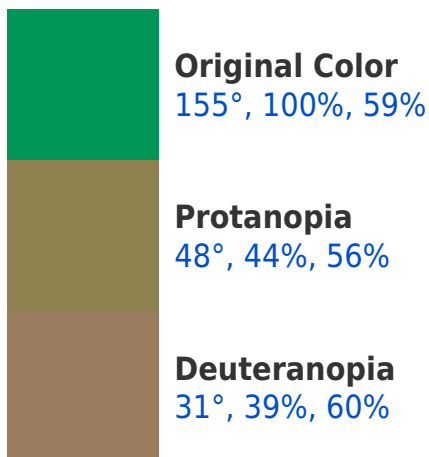 Original Color
155°, 100%, 59%
Protanopia
48°, 44%, 56%
Deuteranopia
31°, 39%, 60%